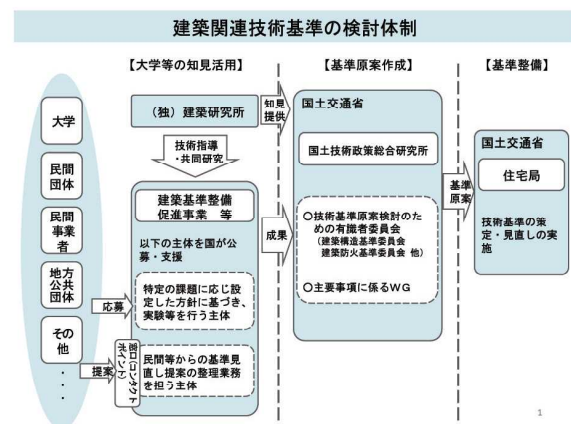 建築関連技術基準の検討体制
【大学等の知見活用】
【基準原案作成】
【基準整備】
大学
民間
団体
民間
事業
者
地方
公共
団体
その
他
・
・
・
(独)建築研究所
技術指導
・共同研究
建築基準整備
促進事業 等
以下の主体を国が公
募・支援
応募
特定の課題に応じ設
定した方針に基づき、
実験等を行う主体
提案
窓口(コンタクト
ポイント)
民間等からの基準見
直し提案の整理業務
を担う主体
知見
提供
成果
国土交通省
国土技術政策総合研究所
〇技術基準原案検討のた
めの有識者委員会
(建築構造基準委員会
建築防火基準委員会 他)
〇主要事項に係るWG
基準
原案
国土交通省
住宅局
技術基準の策
定・見直しの実
施
1